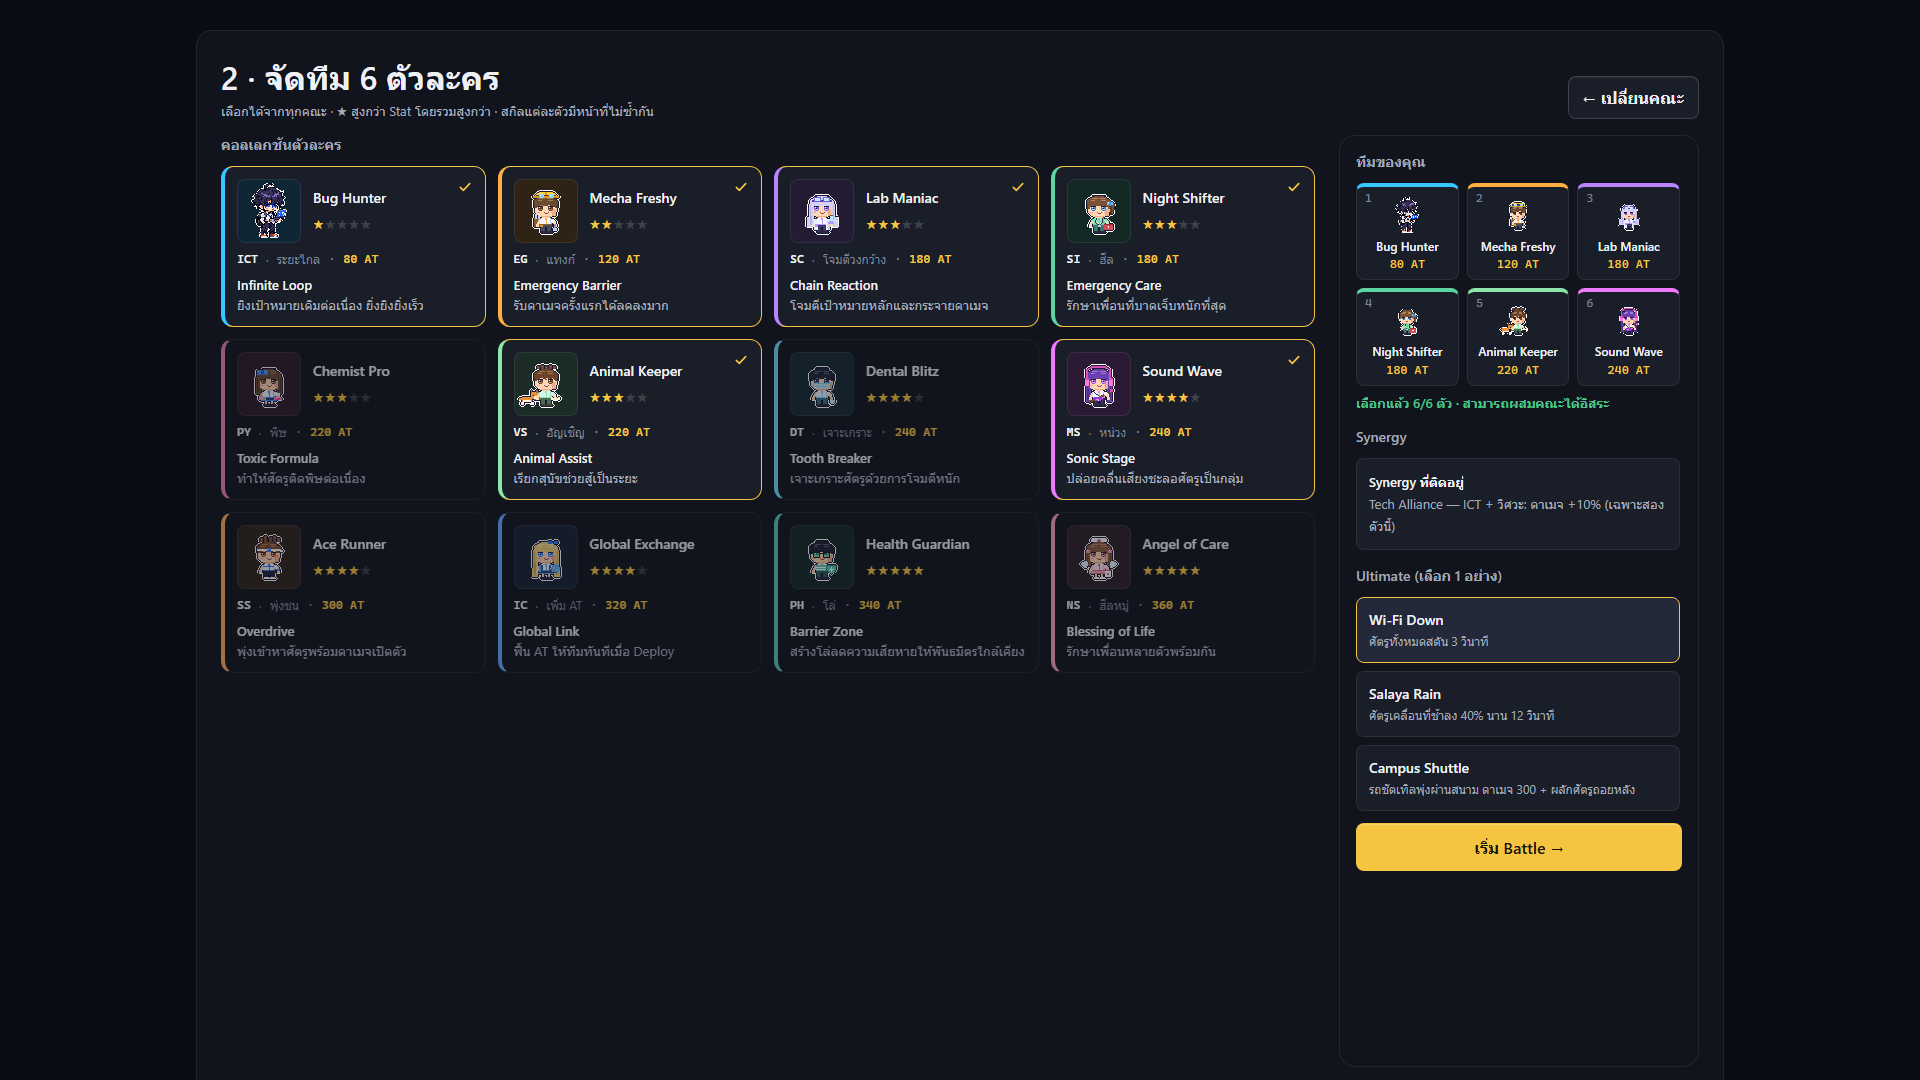 2 · จัดทีม 6 ตัวละคร
เลือกได้จากทุกคณะ · ★ สูงกว่า Stat โดยรวมสูงกว่า · สกิลแต่ละตัวมีหน้าที่ไม่ซ้ำกัน
← เปลี่ยนคณะ
คอลเลกชันตัวละคร
Bug Hunter ✓
★★★★★
ICT · ระยะไกล · 80 AT
Infinite Loop
ยิงเป้าหมายเดิมต่อเนื่อง ยิ่งยิงยิ่งเร็ว
Mecha Freshy ✓
★★★★★
EG · แทงก์ · 120 AT
Emergency Barrier
รับดาเมจครั้งแรกได้ลดลงมาก
Lab Maniac ✓
★★★★★
SC · โจมตีวงกว้าง · 180 AT
Chain Reaction
โจมตีเป้าหมายหลักและกระจายดาเมจ
Night Shifter ✓
★★★★★
SI · ฮีล · 180 AT
Emergency Care
รักษาเพื่อนที่บาดเจ็บหนักที่สุด
Chemist Pro
★★★★★
PY · พิษ · 220 AT
Toxic Formula
ทำให้ศัตรูติดพิษต่อเนื่อง
Animal Keeper ✓
★★★★★
VS · อัญเชิญ · 220 AT
Animal Assist
เรียกสุนัขช่วยสู้เป็นระยะ
Dental Blitz
★★★★★
DT · เจาะเกราะ · 240 AT
Tooth Breaker
เจาะเกราะศัตรูด้วยการโจมตีหนัก
Sound Wave ✓
★★★★★
MS · หน่วง · 240 AT
Sonic Stage
ปล่อยคลื่นเสียงชะลอศัตรูเป็นกลุ่ม
Ace Runner
★★★★★
SS · พุ่งชน · 300 AT
Overdrive
พุ่งเข้าหาศัตรูพร้อมดาเมจเปิดตัว
Global Exchange
★★★★★
IC · เพิ่ม AT · 320 AT
Global Link
ฟื้น AT ให้ทีมทันทีเมื่อ Deploy
Health Guardian
★★★★★
PH · โล่ · 340 AT
Barrier Zone
สร้างโล่ลดความเสียหายให้พันธมิตรใกล้เคียง
Angel of Care
★★★★★
NS · ฮีลหมู่ · 360 AT
Blessing of Life
รักษาเพื่อนหลายตัวพร้อมกัน
ทีมของคุณ
1
Bug Hunter
80 AT
2
Mecha Freshy
120 AT
3
Lab Maniac
180 AT
4
Night Shifter
180 AT
5
Animal Keeper
220 AT
6
Sound Wave
240 AT
เลือกแล้ว 6/6 ตัว · สามารถผสมคณะได้อิสระ
Synergy
Synergy ที่ติดอยู่
Tech Alliance — ICT + วิศวะ: ดาเมจ +10% (เฉพาะสอง
ตัวนี้)
Ultimate (เลือก 1 อย่าง)
Wi-Fi Down
ศัตรูทั้งหมดสตัน 3 วินาที
Salaya Rain
ศัตรูเคลื่อนที่ช้าลง 40% นาน 12 วินาที
Campus Shuttle
รถชัตเทิลพุ่งผ่านสนาม ดาเมจ 300 + ผลักศัตรูถอยหลัง
เริ่ม Battle →